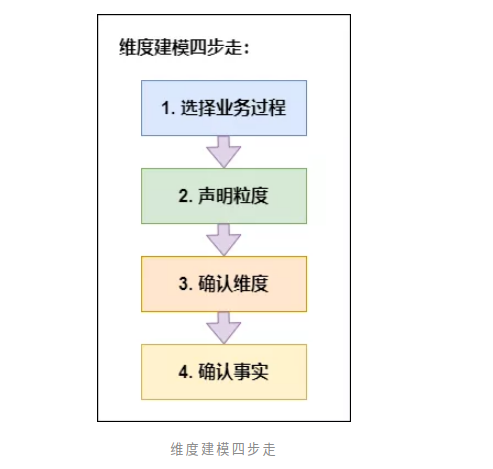 维度建模四步走：
1. 选择业务过程
2. 声明粒度
3. 确认维度
4. 确认事实
维度建模四步走